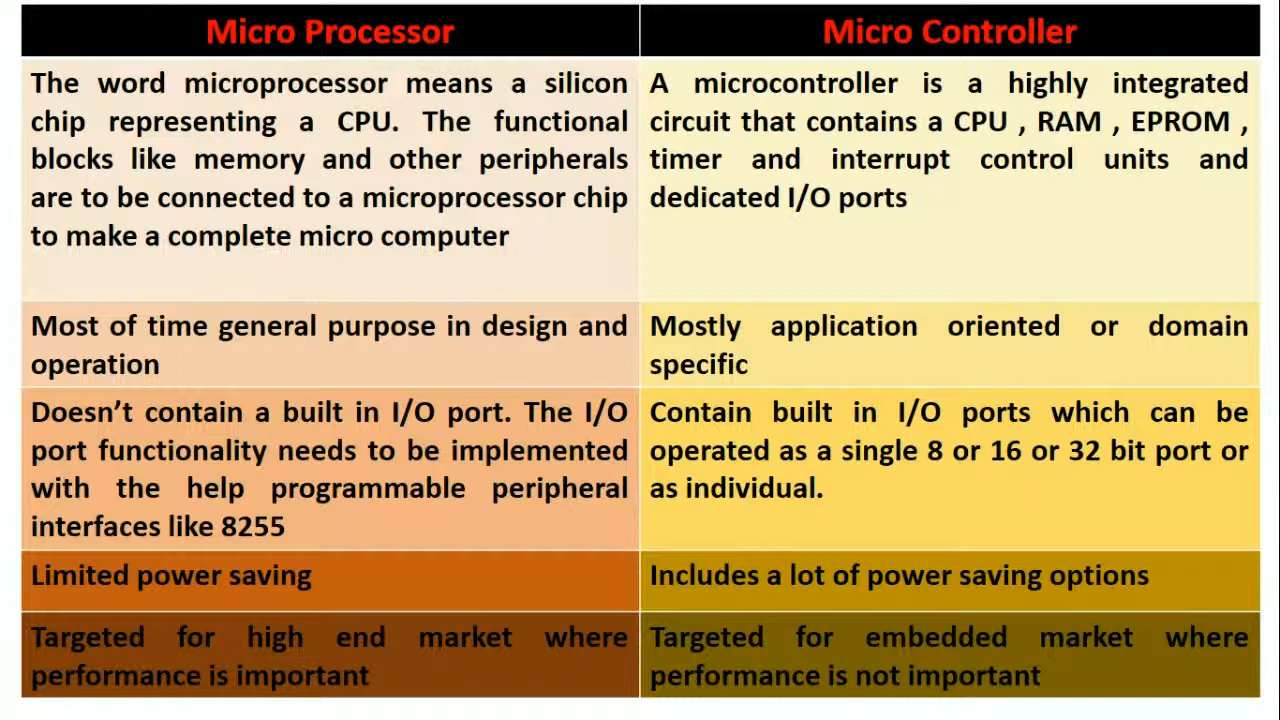 Micro Processor
Micro Controller
The word microprocessor means a silicon
chip representing a CPU. The functional
blocks like memory and other peripherals
are to be connected to a microprocessor chip
to make a complete micro computer
A microcontroller is a highly integrated
circuit that contains a CPU , RAM , EPROM ,
timer and interrupt control units and
dedicated I/O ports
Most of time general purpose in design and
operation
Mostly application oriented or domain
specific
Doesn’t contain a built in I/O port. The I/O
port functionality needs to be implemented
with the help programmable peripheral
interfaces like 8255
Contain built in I/O ports which can be
operated as a single 8 or 16 or 32 bit port or
as individual.
Limited power saving
Includes a lot of power saving options
Targeted for high end market where
performance is important
Targeted for embedded market where
performance is not important